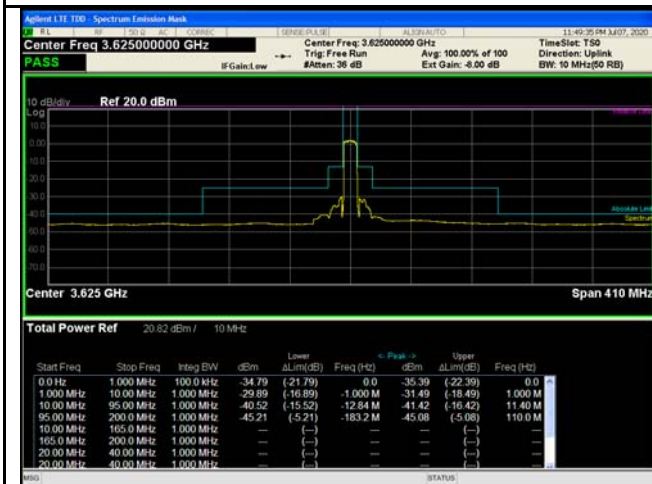 Agilent LTE TDD - Spectrum Emission Mask
RL RF 50 Ω AC CORREC SENSE:PULSE ALIGN AUTO 11:49:35 PM Jul 07, 2020
Center Freq 3.625000000 GHz Center Freq: 3.625000000 GHz TimeSlot: TS0
Trig: Free Run Avg: 100.00% of 100 Direction: Uplink
PASS IFGain:Low #Atten: 36 dB Ext Gain: -8.00 dB BW: 10 MHz(50 RB)
10 dB/div Ref 20.0 dBm
Log
10.0
0.00
10.0
20.0
30.0
40.0
50.0
60.0
70.0
Absolute Limit
Spectrum
Center 3.625 GHz Span 410 MHz
Total Power Ref 20.82 dBm / 10 MHz
Lower <- Peak -> Upper
Start Freq Stop Freq Integ BW dBm ΔLim(dB) Freq (Hz) dBm ΔLim(dB) Freq (Hz)
0.0 Hz 1.000 MHz 100.0 kHz -34.79 (-21.79) 0.0 -35.39 (-22.39) 0.0
1.000 MHz 10.00 MHz 1.000 MHz -29.89 (-16.89) -1.000 M -31.49 (-18.49) 1.000 M
10.00 MHz 95.00 MHz 1.000 MHz -40.52 (-15.52) -12.84 M -41.42 (-16.42) 11.40 M
95.00 MHz 200.0 MHz 1.000 MHz -45.21 (-5.21) -183.2 M -45.08 (-5.08) 110.0 M
10.00 MHz 165.0 MHz 1.000 MHz --- (---) --- --- (---) ---
165.0 MHz 200.0 MHz 1.000 MHz --- (---) --- --- (---) ---
20.00 MHz 40.00 MHz 1.000 MHz --- (---) --- --- (---) ---
20.00 MHz 40.00 MHz 1.000 MHz --- (---) --- --- (---) ---
MSG STATUS